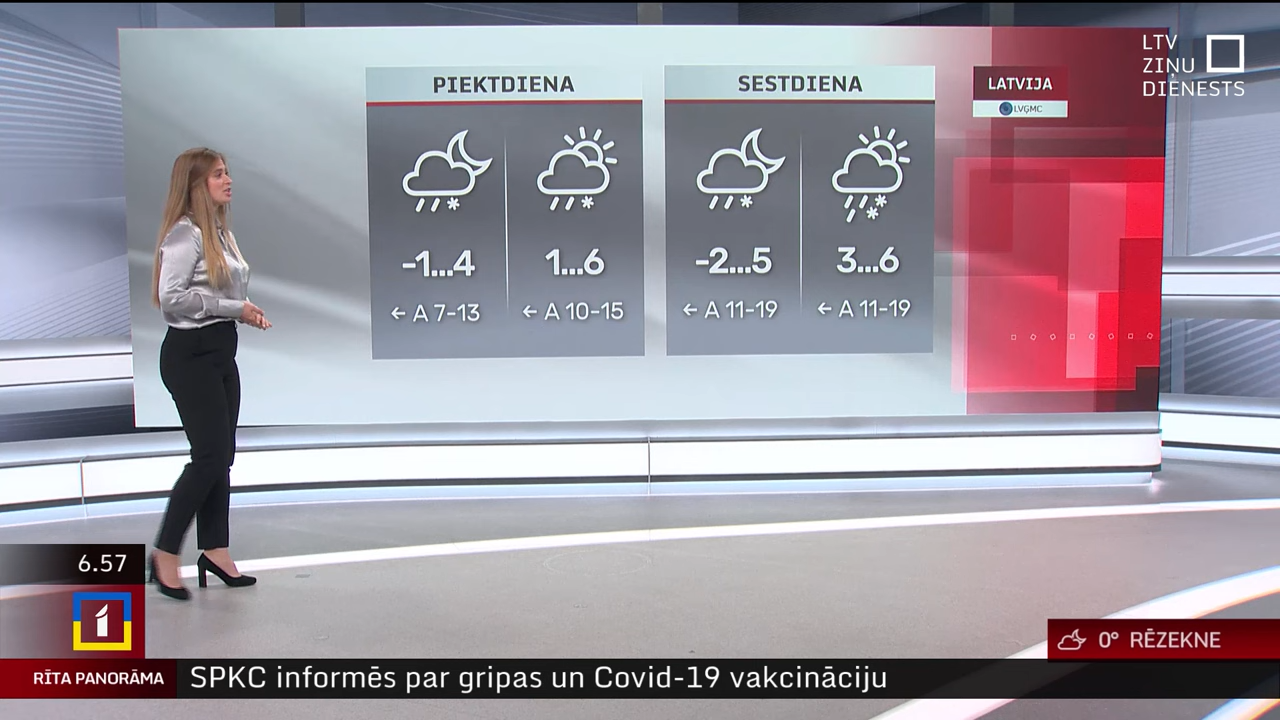 LTV
ZIŅU
DIENESTS
PIEKTDIENA
SESTDIENA
LATVIJA
LVĢMC
-1...4
1...6
-2...5
3...6
← A 7-13
← A 10-15
← A 11-19
← A 11-19
6.57
1
0° RĒZEKNE
RĪTA PANORĀMA
SPKC informēs par gripas un Covid-19 vakcināciju